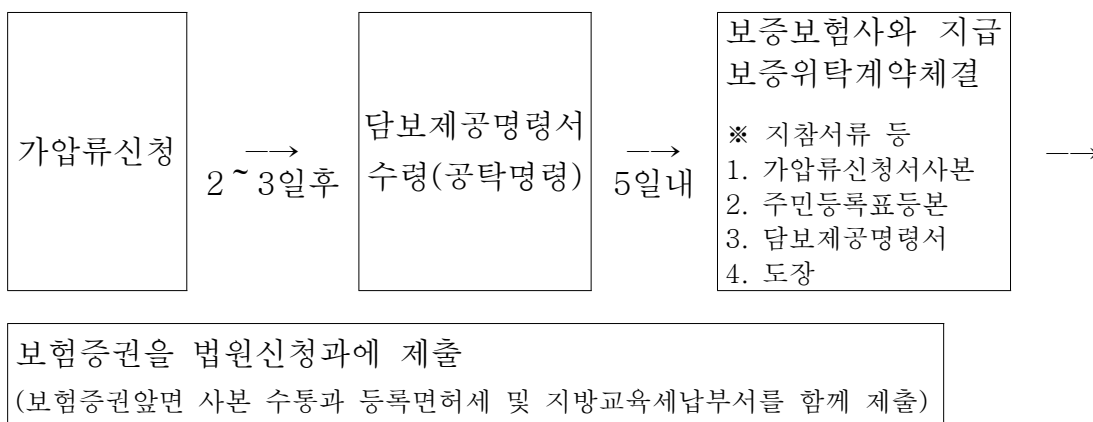 가압류신청
―→
2～3일후
담보제공명령서
수령(공탁명령)
―→
5일내
보증보험사와 지급
보증위탁계약체결
※ 지참서류 등
1. 가압류신청서사본
2. 주민등록표등본
3. 담보제공명령서
4. 도장
―→
보험증권을 법원신청과에 제출
(보험증권앞면 사본 수통과 등록면허세 및 지방교육세납부서를 함께 제출)